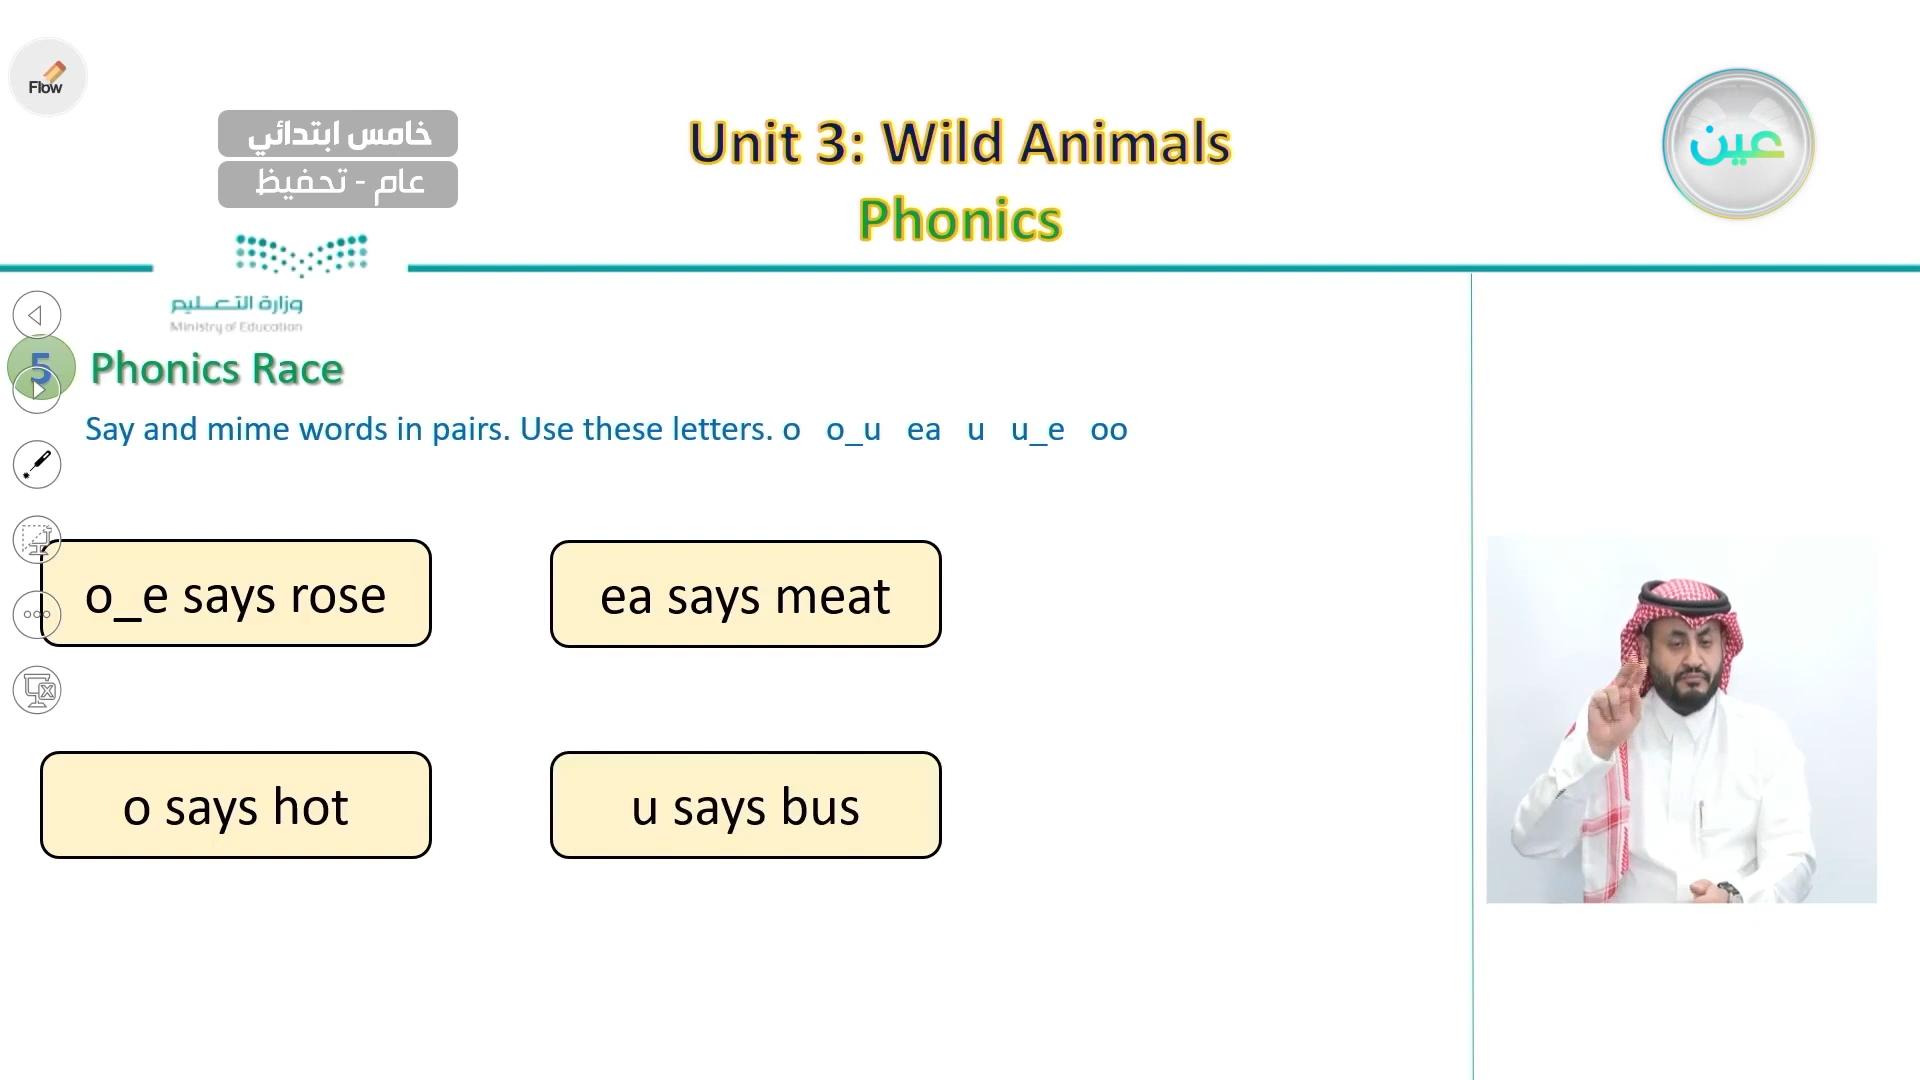 Flow
خامس ابتدائي
عام - تحفيظ
Unit 3: Wild Animals
Phonics
عين
وزارة التعليم
Ministry of Education
5 Phonics Race
Say and mime words in pairs. Use these letters. o o_u ea u u_e oo
o_e says rose
ea says meat
o says hot
u says bus